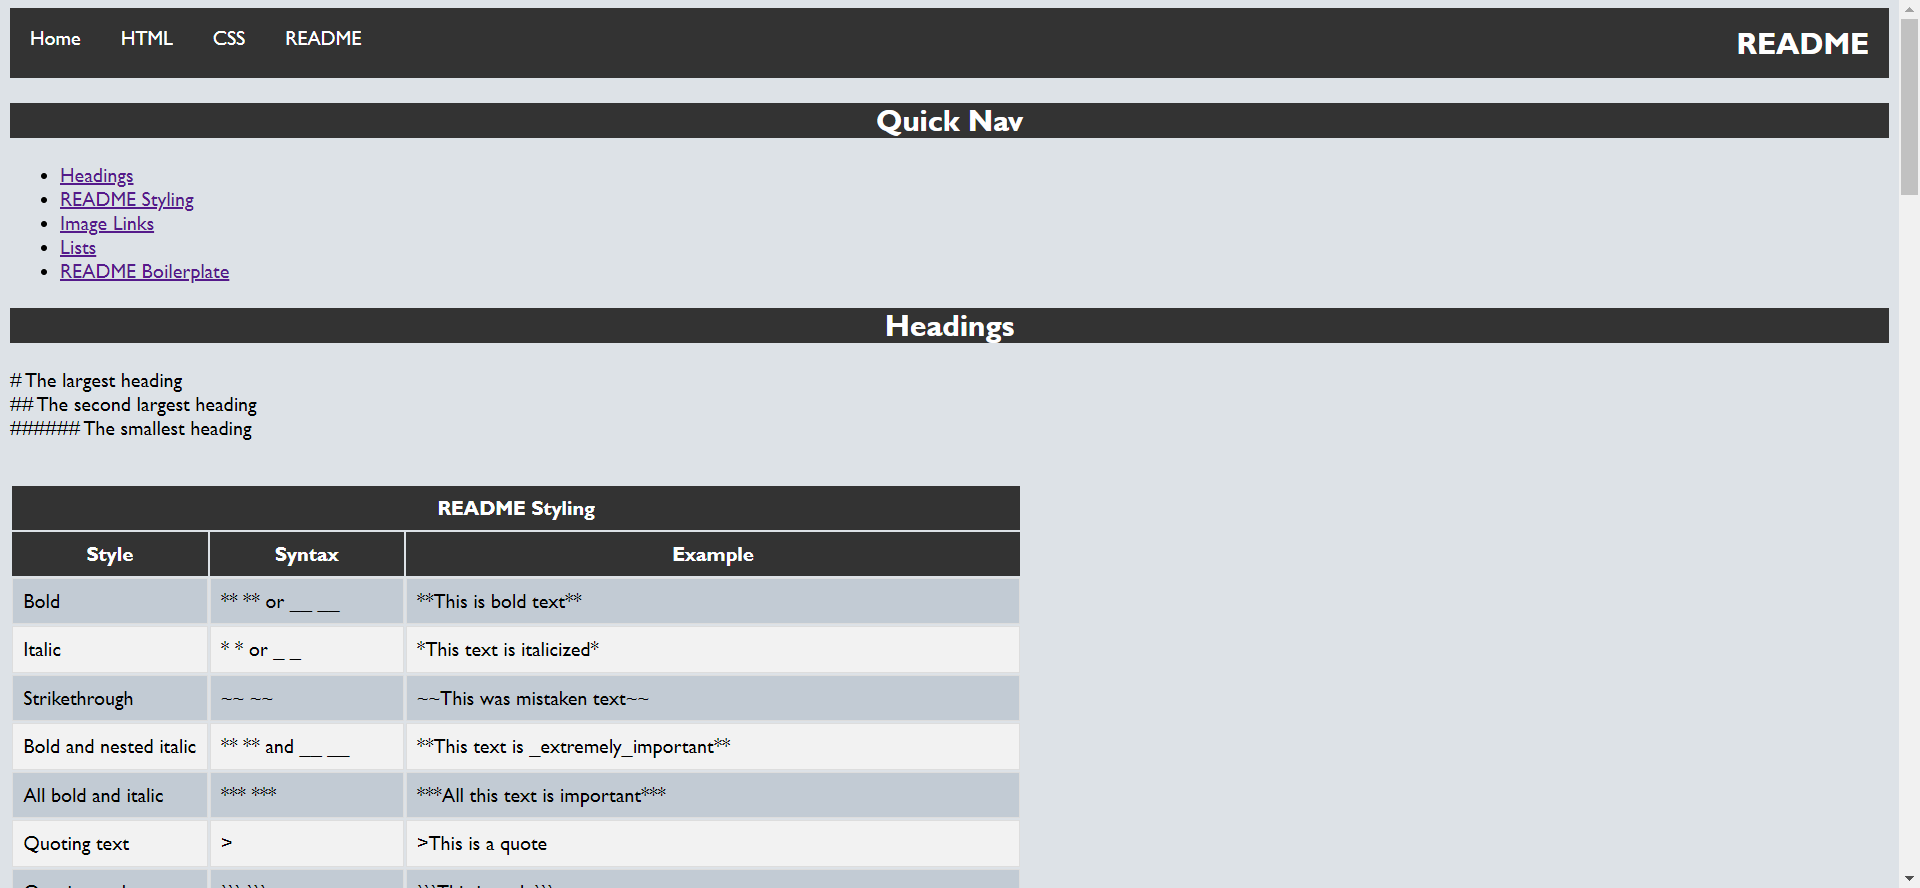 Home HTML CSS README README
Quick Nav
Headings
README Styling
Image Links
Lists
README Boilerplate
Headings
# The largest heading
## The second largest heading
###### The smallest heading
README Styling
Style Syntax Example
Bold ** ** or __ __ **This is bold text**
Italic * * or _ _ *This text is italicized*
Strikethrough ~~ ~~ ~~This was mistaken text~~
Bold and nested italic ** ** and __ __ **This text is _extremely_important**
All bold and italic *** *** ***All this text is important***
Quoting text > >This is a quote